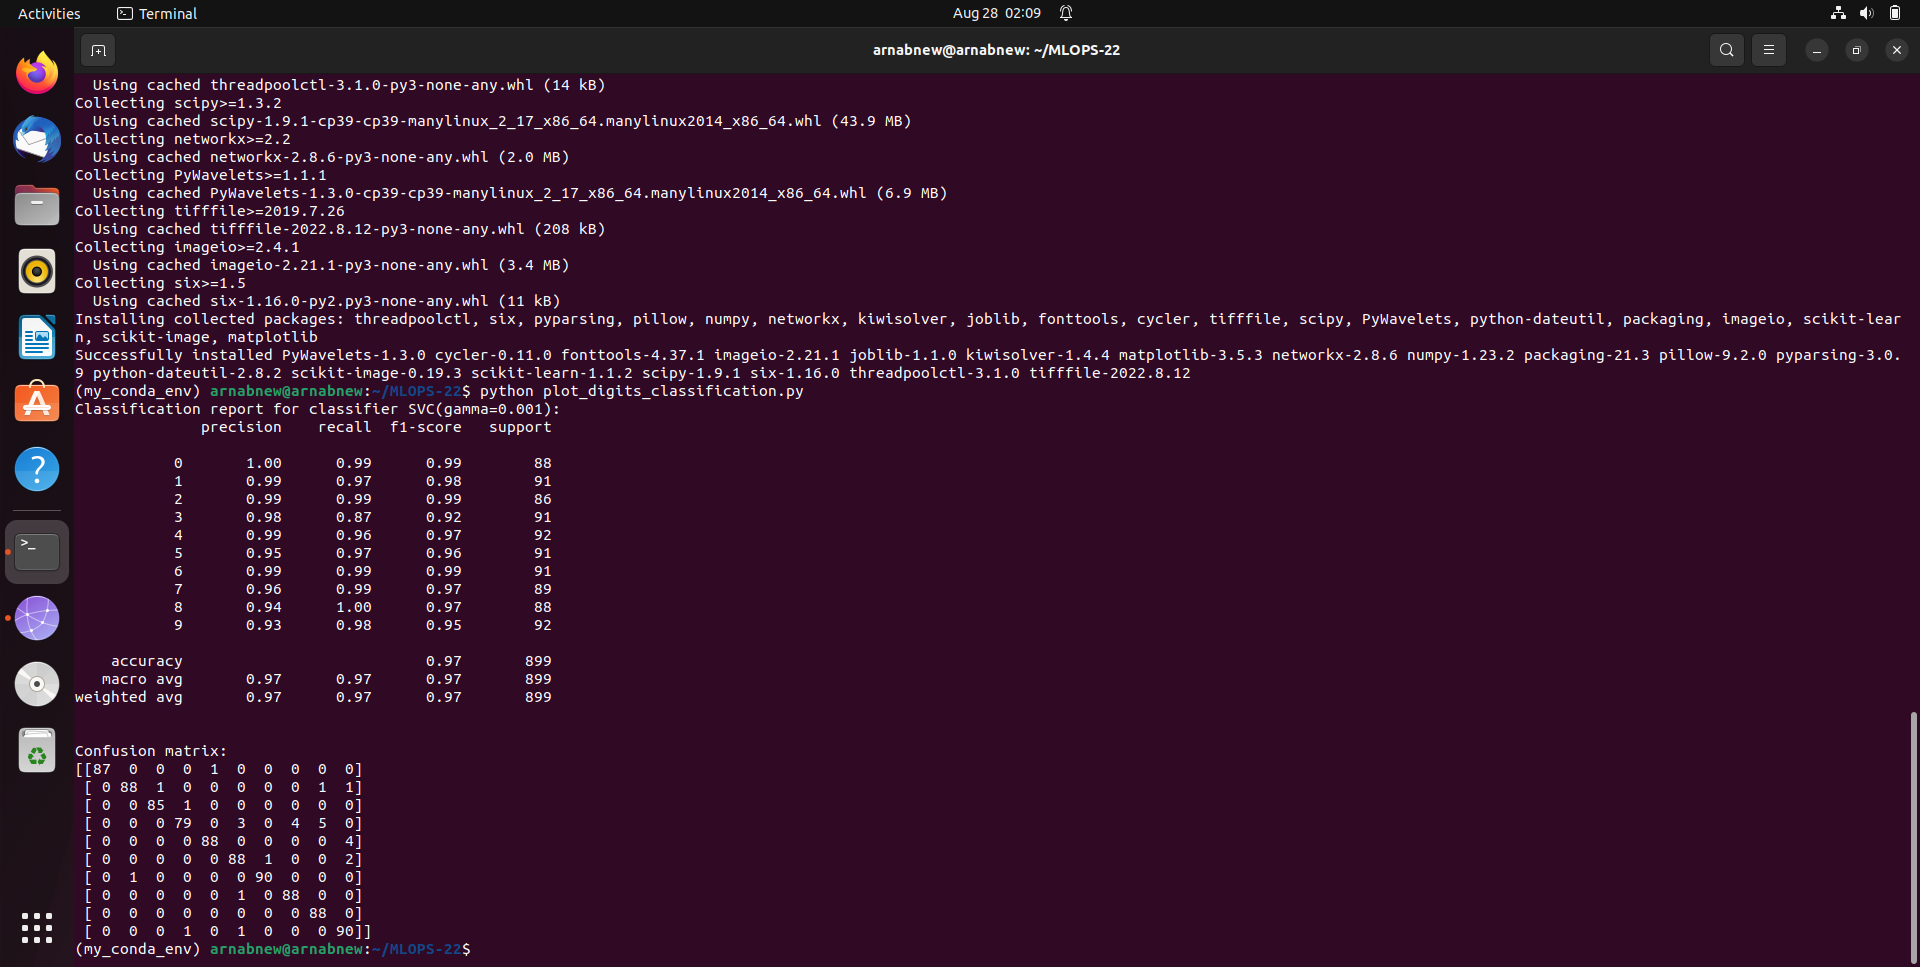 Activities
Terminal
Aug 28 02:09
arnabnew@arnabnew: ~/MLOPS-22
  Using cached threadpoolctl-3.1.0-py3-none-any.whl (14 kB)
Collecting scipy>=1.3.2
  Using cached scipy-1.9.1-cp39-cp39-manylinux_2_17_x86_64.manylinux2014_x86_64.whl (43.9 MB)
Collecting networkx>=2.2
  Using cached networkx-2.8.6-py3-none-any.whl (2.0 MB)
Collecting PyWavelets>=1.1.1
  Using cached PyWavelets-1.3.0-cp39-cp39-manylinux_2_17_x86_64.manylinux2014_x86_64.whl (6.9 MB)
Collecting tifffile>=2019.7.26
  Using cached tifffile-2022.8.12-py3-none-any.whl (208 kB)
Collecting imageio>=2.4.1
  Using cached imageio-2.21.1-py3-none-any.whl (3.4 MB)
Collecting six>=1.5
  Using cached six-1.16.0-py2.py3-none-any.whl (11 kB)
Installing collected packages: threadpoolctl, six, pyparsing, pillow, numpy, networkx, kiwisolver, joblib, fonttools, cycler, tifffile, scipy, PyWavelets, python-dateutil, packaging, imageio, scikit-lear
n, scikit-image, matplotlib
Successfully installed PyWavelets-1.3.0 cycler-0.11.0 fonttools-4.37.1 imageio-2.21.1 joblib-1.1.0 kiwisolver-1.4.4 matplotlib-3.5.3 networkx-2.8.6 numpy-1.23.2 packaging-21.3 pillow-9.2.0 pyparsing-3.0.
9 python-dateutil-2.8.2 scikit-image-0.19.3 scikit-learn-1.1.2 scipy-1.9.1 six-1.16.0 threadpoolctl-3.1.0 tifffile-2022.8.12
(my_conda_env) arnabnew@arnabnew:~/MLOPS-22$ python plot_digits_classification.py
Classification report for classifier SVC(gamma=0.001):
              precision    recall  f1-score   support

           0       1.00      0.99      0.99        88
           1       0.99      0.97      0.98        91
           2       0.99      0.99      0.99        86
           3       0.98      0.87      0.92        91
           4       0.99      0.96      0.97        92
           5       0.95      0.97      0.96        91
           6       0.99      0.99      0.99        91
           7       0.96      0.99      0.97        89
           8       0.94      1.00      0.97        88
           9       0.93      0.98      0.95        92

    accuracy                           0.97       899
   macro avg       0.97      0.97      0.97       899
weighted avg       0.97      0.97      0.97       899


Confusion matrix:
[[87  0  0  0  1  0  0  0  0  0]
 [ 0 88  1  0  0  0  0  0  1  1]
 [ 0  0 85  1  0  0  0  0  0  0]
 [ 0  0  0 79  0  3  0  4  5  0]
 [ 0  0  0  0 88  0  0  0  0  4]
 [ 0  0  0  0  0 88  1  0  0  2]
 [ 0  1  0  0  0  0 90  0  0  0]
 [ 0  0  0  0  0  1  0 88  0  0]
 [ 0  0  0  0  0  0  0  0 88  0]
 [ 0  0  0  1  0  1  0  0  0 90]]
(my_conda_env) arnabnew@arnabnew:~/MLOPS-22$